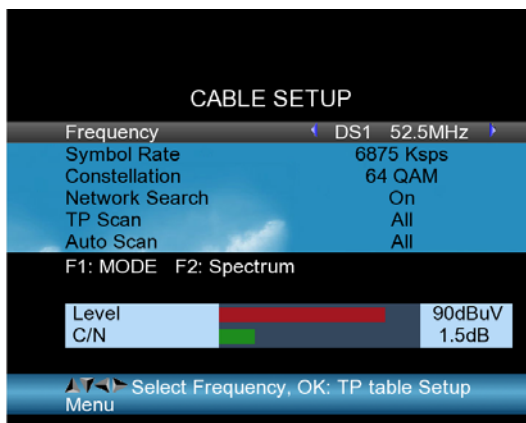 CABLE SETUP
Frequency DS1 52.5MHz
Symbol Rate 6875 Ksps
Constellation 64 QAM
Network Search On
TP Scan All
Auto Scan All
F1: MODE F2: Spectrum
Level 90dBuV
C/N 1.5dB
Select Frequency, OK: TP table Setup
Menu